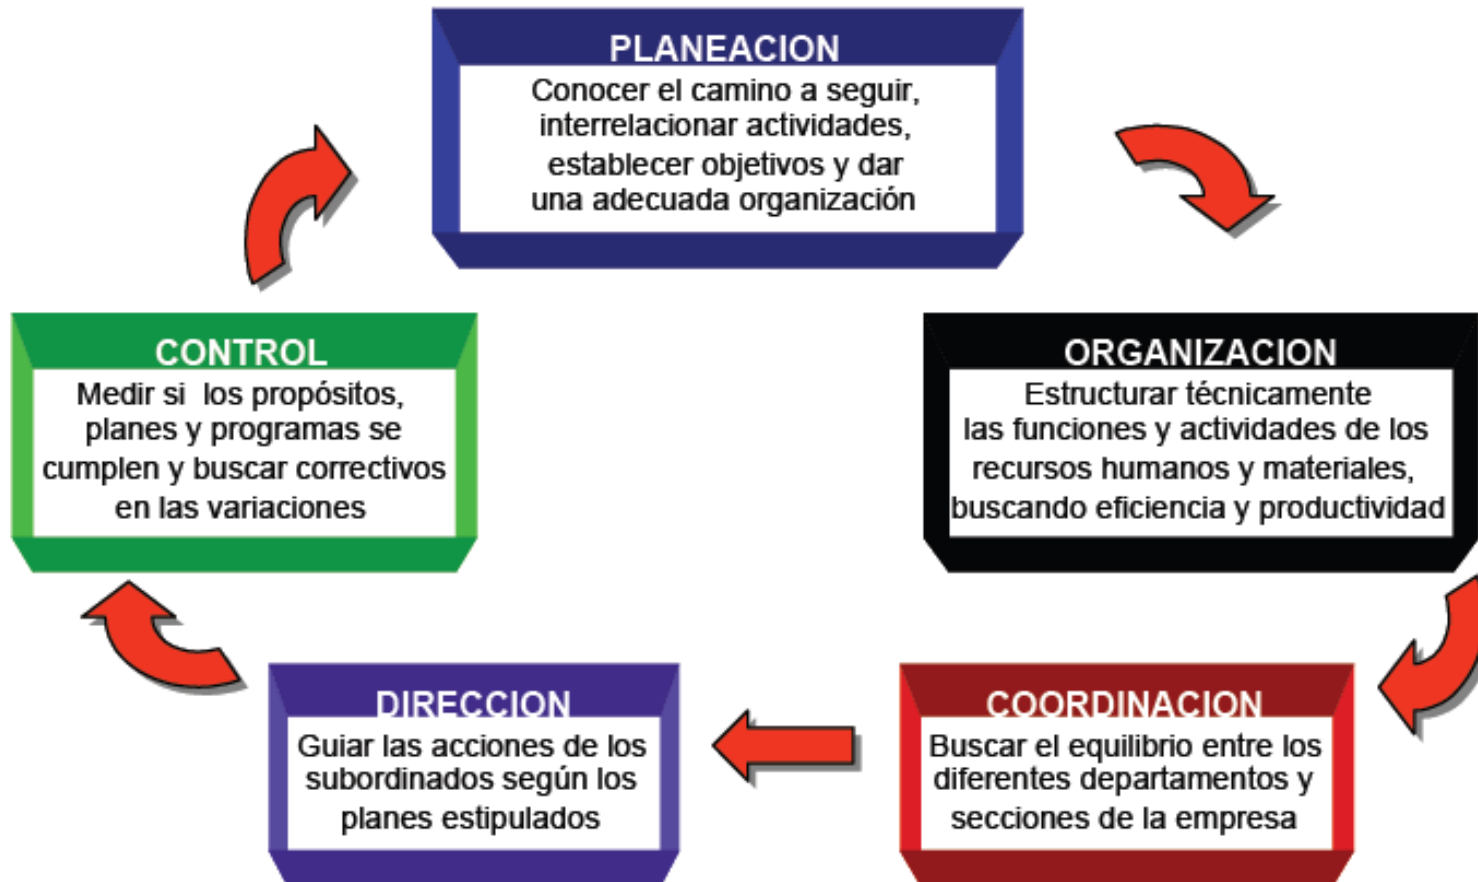 PLANEACION
Conocer el camino a seguir,
interrelacionar actividades,
establecer objetivos y dar
una adecuada organización
ORGANIZACION
Estructurar técnicamente
las funciones y actividades de los
recursos humanos y materiales,
buscando eficiencia y productividad
COORDINACION
Buscar el equilibrio entre los
diferentes departamentos y
secciones de la empresa
DIRECCION
Guiar las acciones de los
subordinados según los
planes estipulados
CONTROL
Medir si  los propósitos,
planes y programas se
cumplen y buscar correctivos
en las variaciones